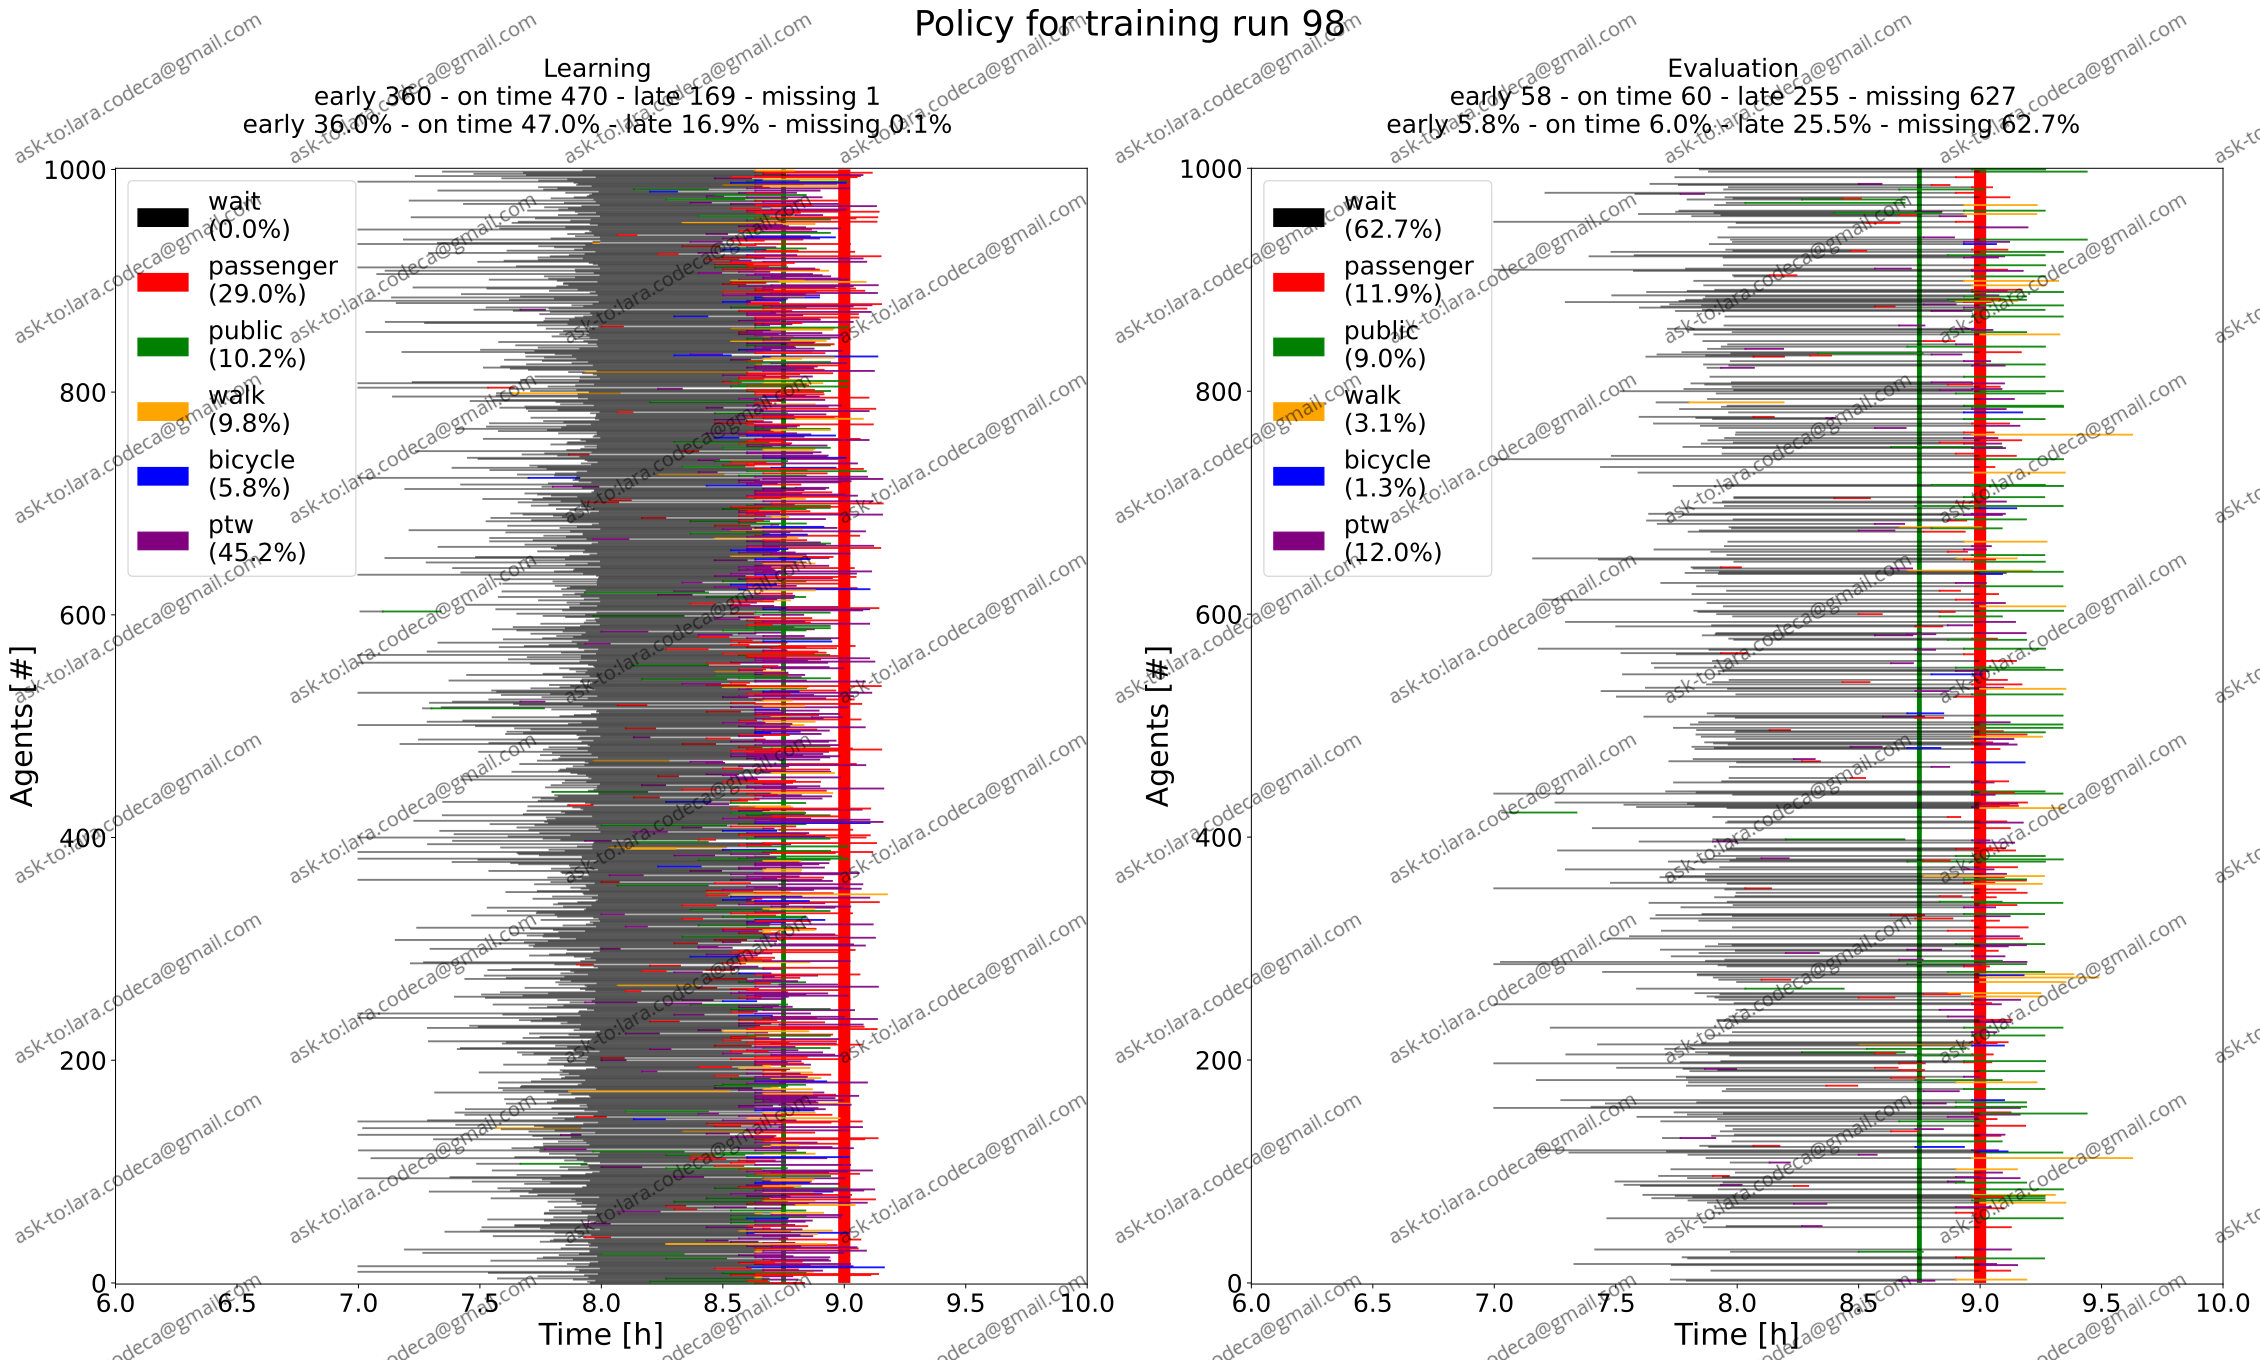 Policy for training run 98
Learning
early 360 - on time 470 - late 169 - missing 1
early 36.0% - on time 47.0% - late 16.9% - missing 0.1%
Evaluation
early 58 - on time 60 - late 255 - missing 627
early 5.8% - on time 6.0% - late 25.5% - missing 62.7%
1000
800
600
400
200
0
Agents [#]
wait
(0.0%)
passenger
(29.0%)
public
(10.2%)
walk
(9.8%)
bicycle
(5.8%)
ptw
(45.2%)
6.0 6.5 7.0 7.5 8.0 8.5 9.0 9.5 10.0
Time [h]
1000
800
600
400
200
0
Agents [#]
wait
(62.7%)
passenger
(11.9%)
public
(9.0%)
walk
(3.1%)
bicycle
(1.3%)
ptw
(12.0%)
6.0 6.5 7.0 7.5 8.0 8.5 9.0 9.5 10.0
Time [h]
ask-to:lara.codeca@gmail.com